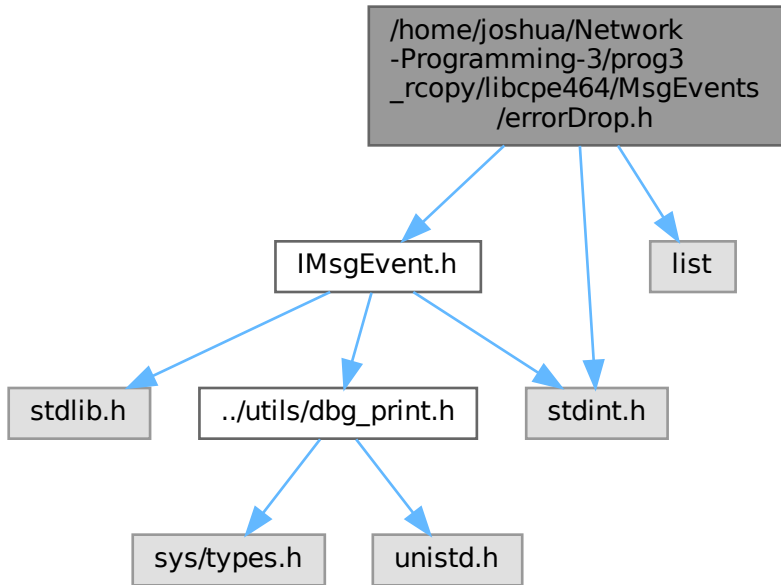 /home/joshua/Network
-Programming-3/prog3
_rcopy/libcpe464/MsgEvents
/errorDrop.h
IMsgEvent.h
list
stdlib.h
../utils/dbg_print.h
stdint.h
sys/types.h
unistd.h